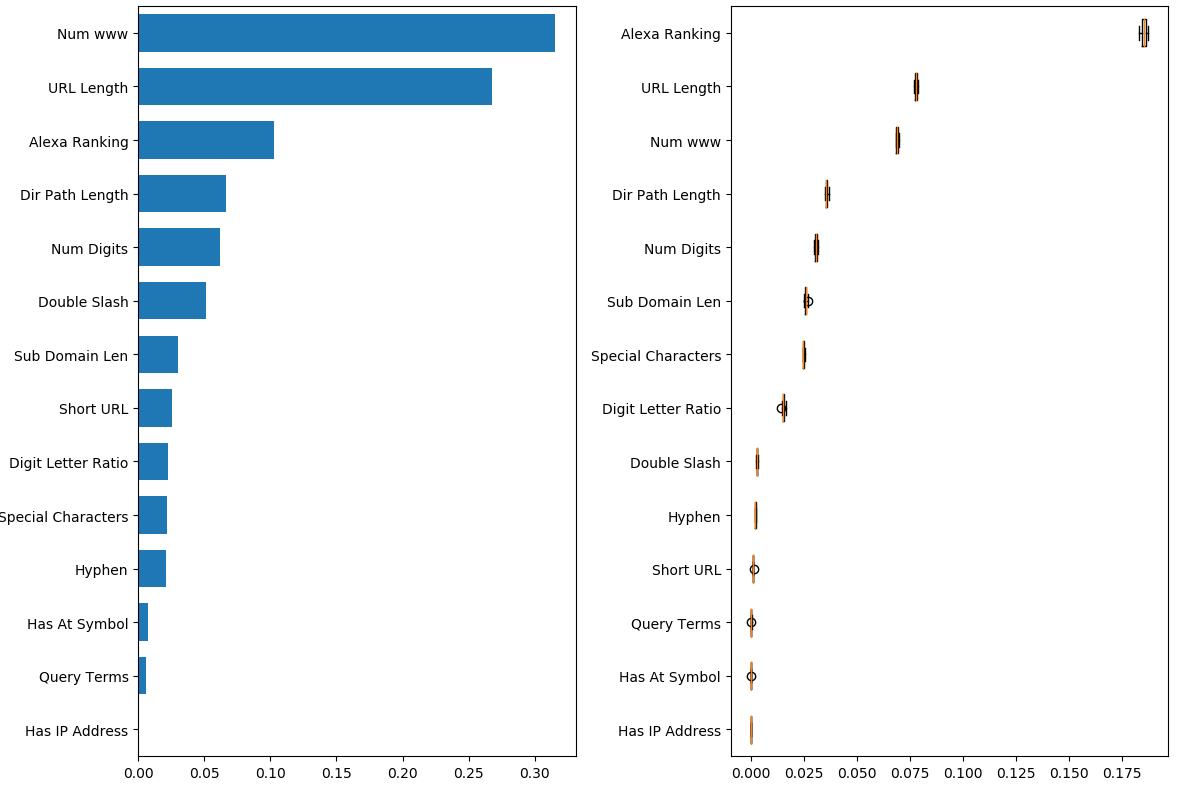 Num www
URL Length
Alexa Ranking
Dir Path Length
Num Digits
Double Slash
Sub Domain Len
Short URL
Digit Letter Ratio
Special Characters
Hyphen
Has At Symbol
Query Terms
Has IP Address
0.00 0.05 0.10 0.15 0.20 0.25 0.30
Alexa Ranking
URL Length
Num www
Dir Path Length
Num Digits
Sub Domain Len
Special Characters
Digit Letter Ratio
Double Slash
Hyphen
Short URL
Query Terms
Has At Symbol
Has IP Address
0.000 0.025 0.050 0.075 0.100 0.125 0.150 0.175